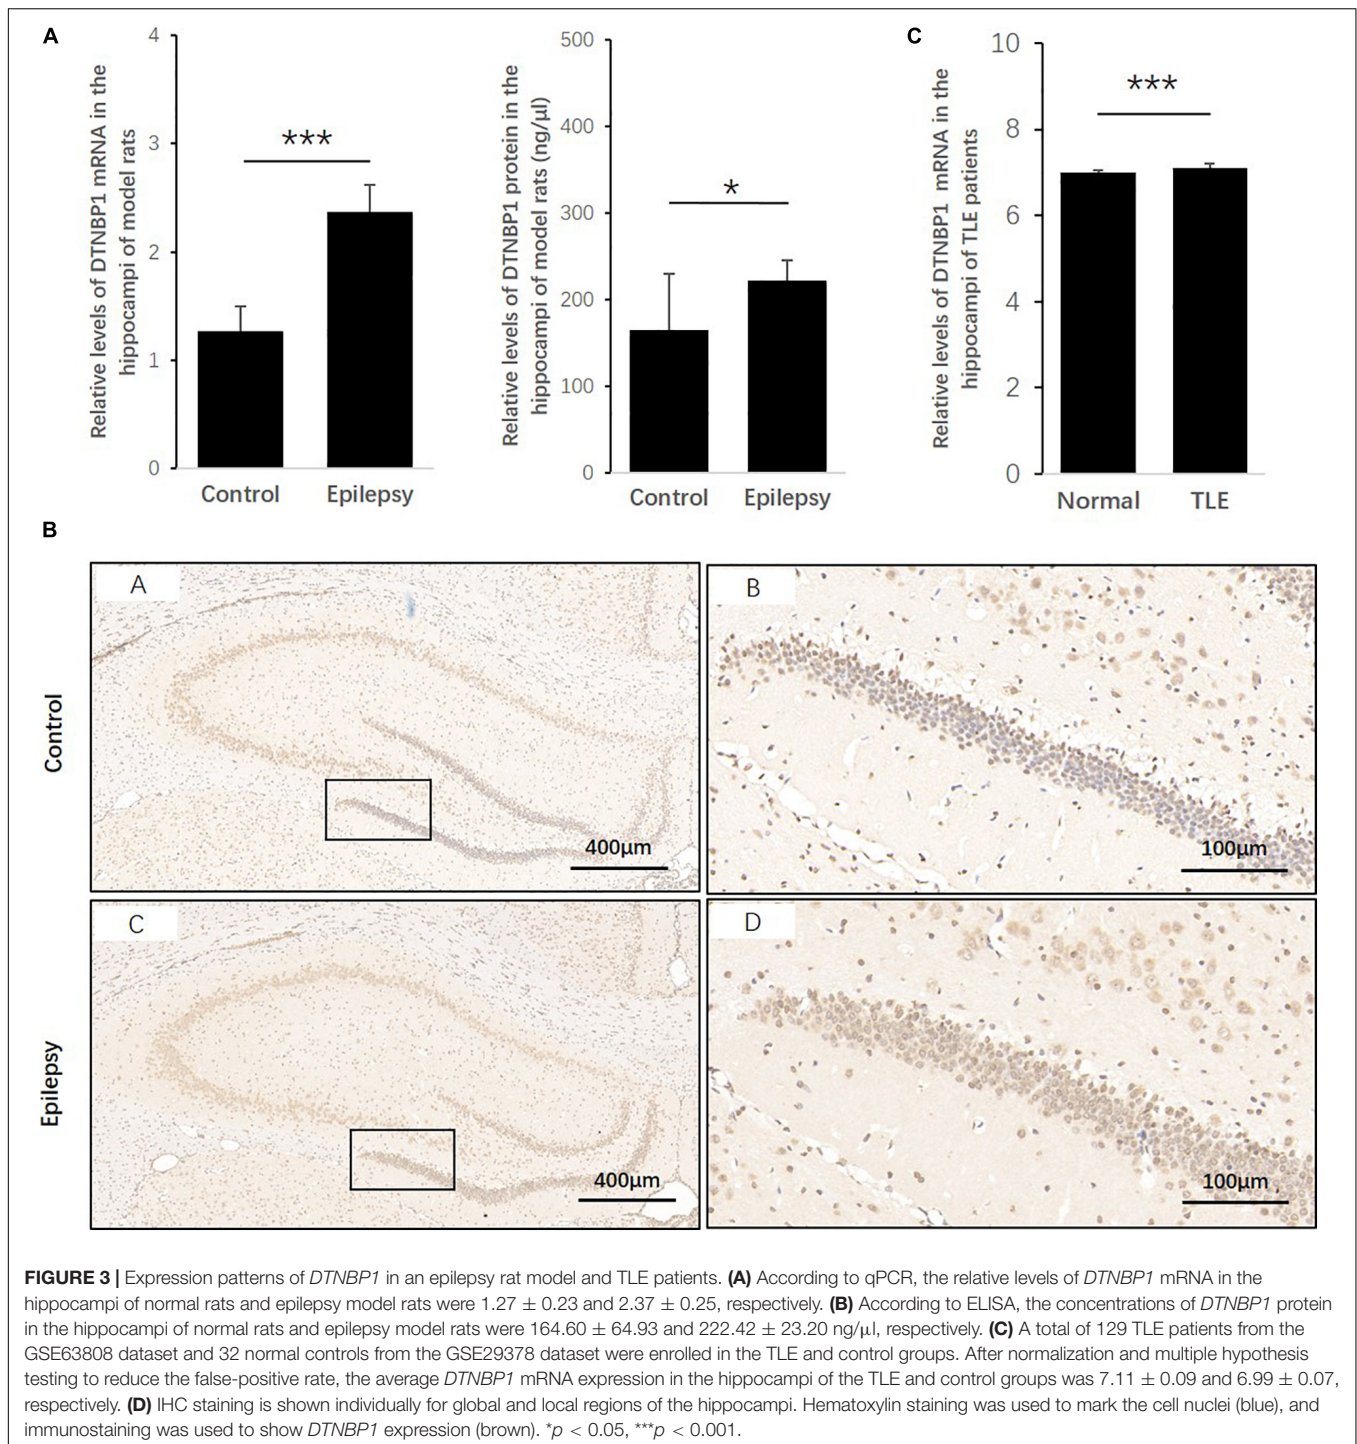 A
Relative levels of DTNBP1 mRNA in the
hippocampi of model rats
4
3
2
1
0
***
Control Epilepsy
Relative levels of DTNBP1 protein in the
hippocampi of model rats (ng/μl)
500
400
300
200
100
0
*
Control Epilepsy
C
Relative levels of DTNBP1 mRNA in the
hippocampi of TLE patients
10
8
6
4
2
0
***
Normal TLE
B
Control
A
400μm
B
100μm
Epilepsy
C
400μm
D
100μm
FIGURE 3 | Expression patterns of DTNBP1 in an epilepsy rat model and TLE patients. (A) According to qPCR, the relative levels of DTNBP1 mRNA in the
hippocampi of normal rats and epilepsy model rats were 1.27 ± 0.23 and 2.37 ± 0.25, respectively. (B) According to ELISA, the concentrations of DTNBP1 protein
in the hippocampi of normal rats and epilepsy model rats were 164.60 ± 64.93 and 222.42 ± 23.20 ng/μl, respectively. (C) A total of 129 TLE patients from the
GSE63808 dataset and 32 normal controls from the GSE29378 dataset were enrolled in the TLE and control groups. After normalization and multiple hypothesis
testing to reduce the false-positive rate, the average DTNBP1 mRNA expression in the hippocampi of the TLE and control groups was 7.11 ± 0.09 and 6.99 ± 0.07,
respectively. (D) IHC staining is shown individually for global and local regions of the hippocampi. Hematoxylin staining was used to mark the cell nuclei (blue), and
immunostaining was used to show DTNBP1 expression (brown). *p < 0.05, ***p < 0.001.